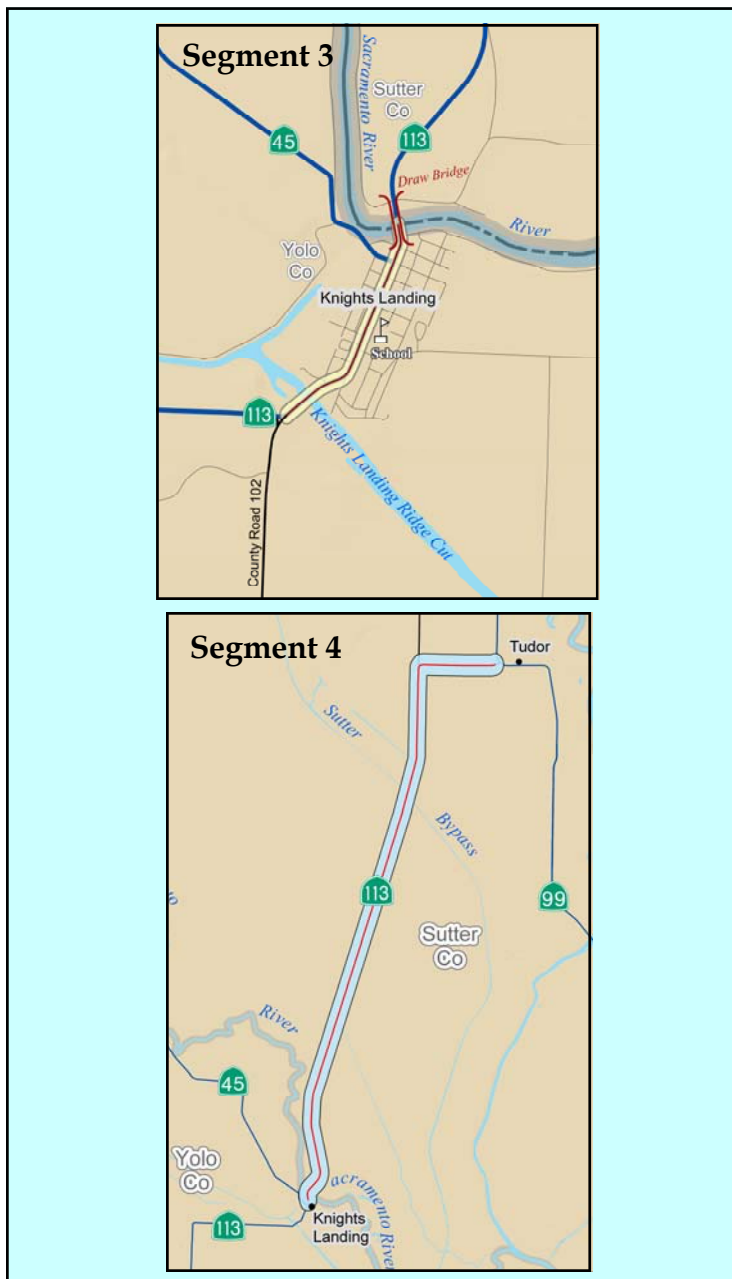 Segment 3
Sacramento River
Sutter
Co
45
113
Draw Bridge
River
Yolo
Co
Knights Landing
School
113
Knights Landing Ridge Cut
County Road 102
Segment 4
Tudor
Sutter
Bypass
113
99
Sutter
Co
to
River
45
Yolo
Co
acramento River
113
Knights
Landing